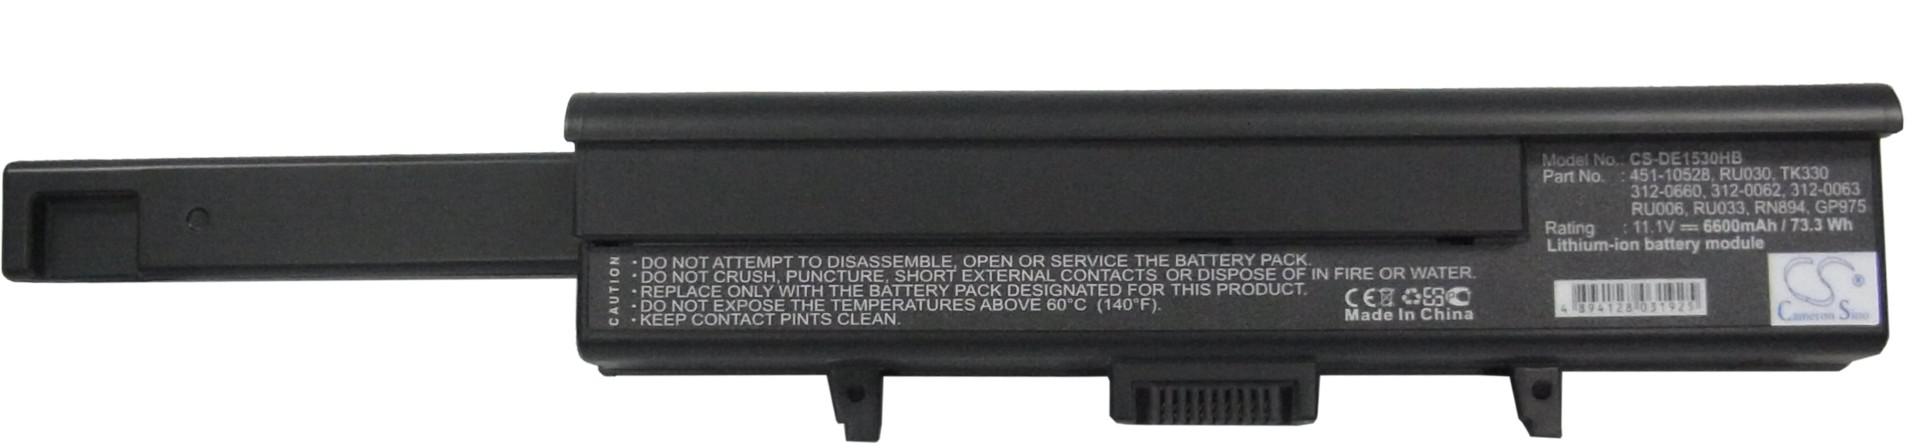 Model No.: CS-DE1530HB
Part No. : 451-10528, RU030, TK330
312-0660, 312-0062, 312-0063
RU006, RU033, RN894, GP975
Rating : 11.1V ⎓ 6600mAh / 73.3 Wh
Lithium-ion battery module
CAUTION
· DO NOT ATTEMPT TO DISASSEMBLE, OPEN OR SERVICE THE BATTERY PACK.
· DO NOT CRUSH, PUNCTURE, SHORT EXTERNAL CONTACTS OR DISPOSE OF IN FIRE OR WATER.
· REPLACE ONLY WITH THE BATTERY PACK DESIGNATED FOR THIS PRODUCT.
· DO NOT EXPOSE THE TEMPERATURES ABOVE 60°C (140°F).
· KEEP CONTACT PINTS CLEAN.
CE
Made In China
4 894128 031925
CS®
Cameron Sino